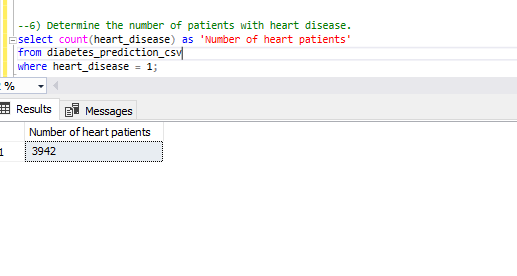 --6) Determine the number of patients with heart disease.
select count(heart_disease) as 'Number of heart patients'
from diabetes_prediction_csv
where heart_disease = 1;
%
Results Messages
Number of heart patients
1 3942